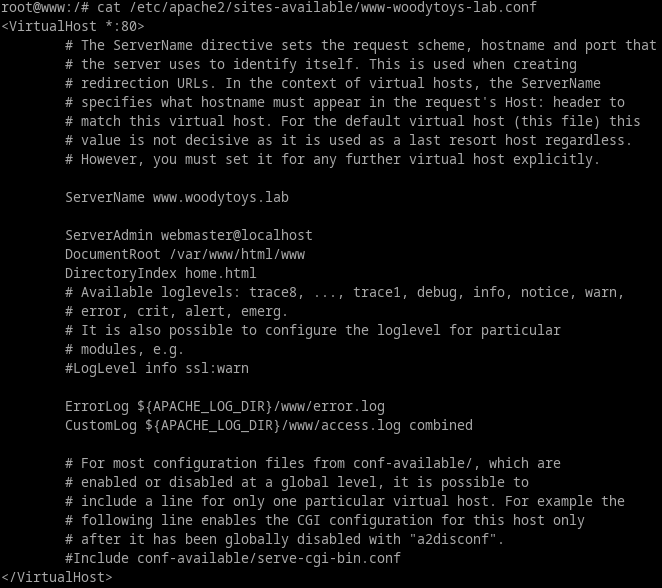 root@www:/# cat /etc/apache2/sites-available/www-woodytoys-lab.conf
<VirtualHost *:80>
        # The ServerName directive sets the request scheme, hostname and port that
        # the server uses to identify itself. This is used when creating
        # redirection URLs. In the context of virtual hosts, the ServerName
        # specifies what hostname must appear in the request's Host: header to
        # match this virtual host. For the default virtual host (this file) this
        # value is not decisive as it is used as a last resort host regardless.
        # However, you must set it for any further virtual host explicitly.

        ServerName www.woodytoys.lab

        ServerAdmin webmaster@localhost
        DocumentRoot /var/www/html/www
        DirectoryIndex home.html
        # Available loglevels: trace8, ..., trace1, debug, info, notice, warn,
        # error, crit, alert, emerg.
        # It is also possible to configure the loglevel for particular
        # modules, e.g.
        #LogLevel info ssl:warn

        ErrorLog ${APACHE_LOG_DIR}/www/error.log
        CustomLog ${APACHE_LOG_DIR}/www/access.log combined

        # For most configuration files from conf-available/, which are
        # enabled or disabled at a global level, it is possible to
        # include a line for only one particular virtual host. For example the
        # following line enables the CGI configuration for this host only
        # after it has been globally disabled with "a2disconf".
        #Include conf-available/serve-cgi-bin.conf
</VirtualHost>